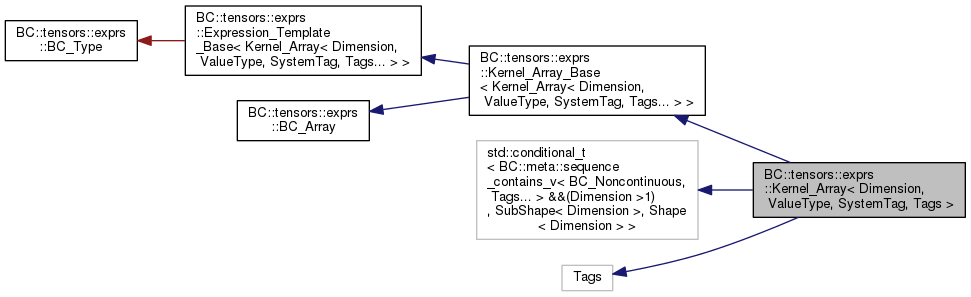 BC::tensors::exprs
::BC_Type
BC::tensors::exprs
::Expression_Template
_Base< Kernel_Array< Dimension,
ValueType, SystemTag, Tags... > >
BC::tensors::exprs
::BC_Array
BC::tensors::exprs
::Kernel_Array_Base
< Kernel_Array< Dimension,
ValueType, SystemTag, Tags... > >
std::conditional_t
< BC::meta::sequence
_contains_v< BC_Noncontinuous,
Tags... > &&(Dimension >1)
, SubShape< Dimension >, Shape
< Dimension > >
Tags
BC::tensors::exprs
::Kernel_Array< Dimension,
ValueType, SystemTag, Tags >